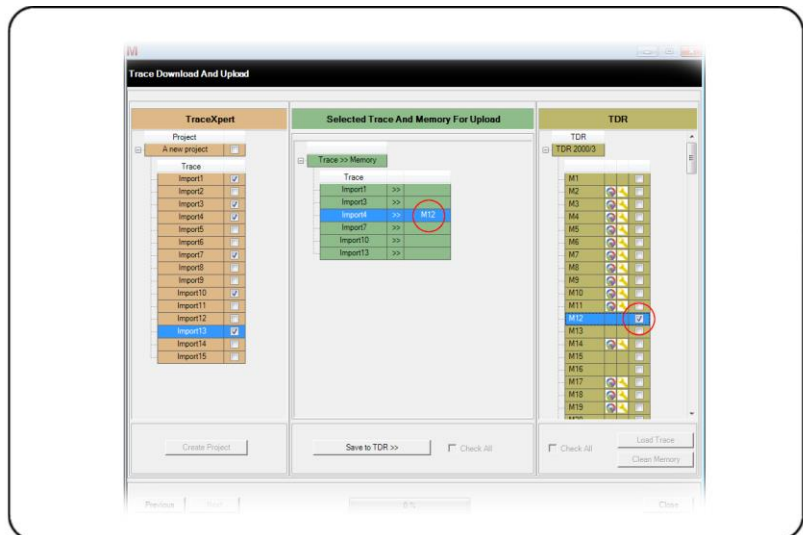 M
Trace Download And Upload
TraceXpert
Project
A new project
Trace
Import1
Import2
Import3
Import4
Import5
Import6
Import7
Import8
Import9
Import10
Import11
Import12
Import13
Import14
Import15
Create Project
Selected Trace And Memory For Upload
Trace >> Memory
Trace
Import1 >>
Import3 >>
Import4 >> M12
Import7 >>
Import10 >>
Import13 >>
Save to TDR >>
Check All
TDR
TDR
TDR 2000/3
M1
M2
M3
M4
M5
M6
M7
M8
M9
M10
M11
M12
M13
M14
M15
M16
M17
M18
M19
Check All
Load Trace
Clean Memory
Previous
0 %
Close